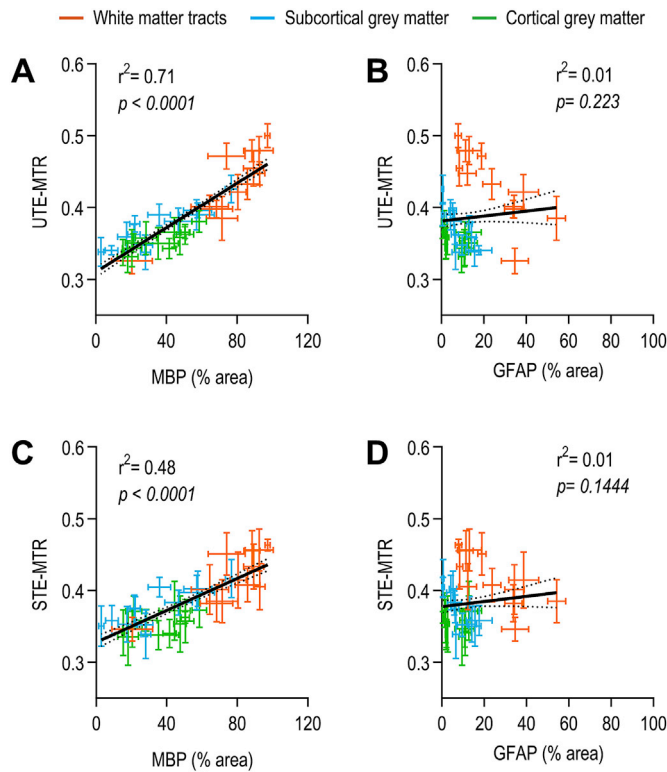 White matter tracts Subcortical grey matter Cortical grey matter
A
r²= 0.71
p < 0.0001
UTE-MTR
0.6
0.5
0.4
0.3
0 40 80 120
MBP (% area)
B
r²= 0.01
p= 0.223
UTE-MTR
0.6
0.5
0.4
0.3
0 20 40 60 80 100
GFAP (% area)
C
r²= 0.48
p < 0.0001
STE-MTR
0.6
0.5
0.4
0.3
0 40 80 120
MBP (% area)
D
r²= 0.01
p= 0.1444
STE-MTR
0.6
0.5
0.4
0.3
0 20 40 60 80 100
GFAP (% area)